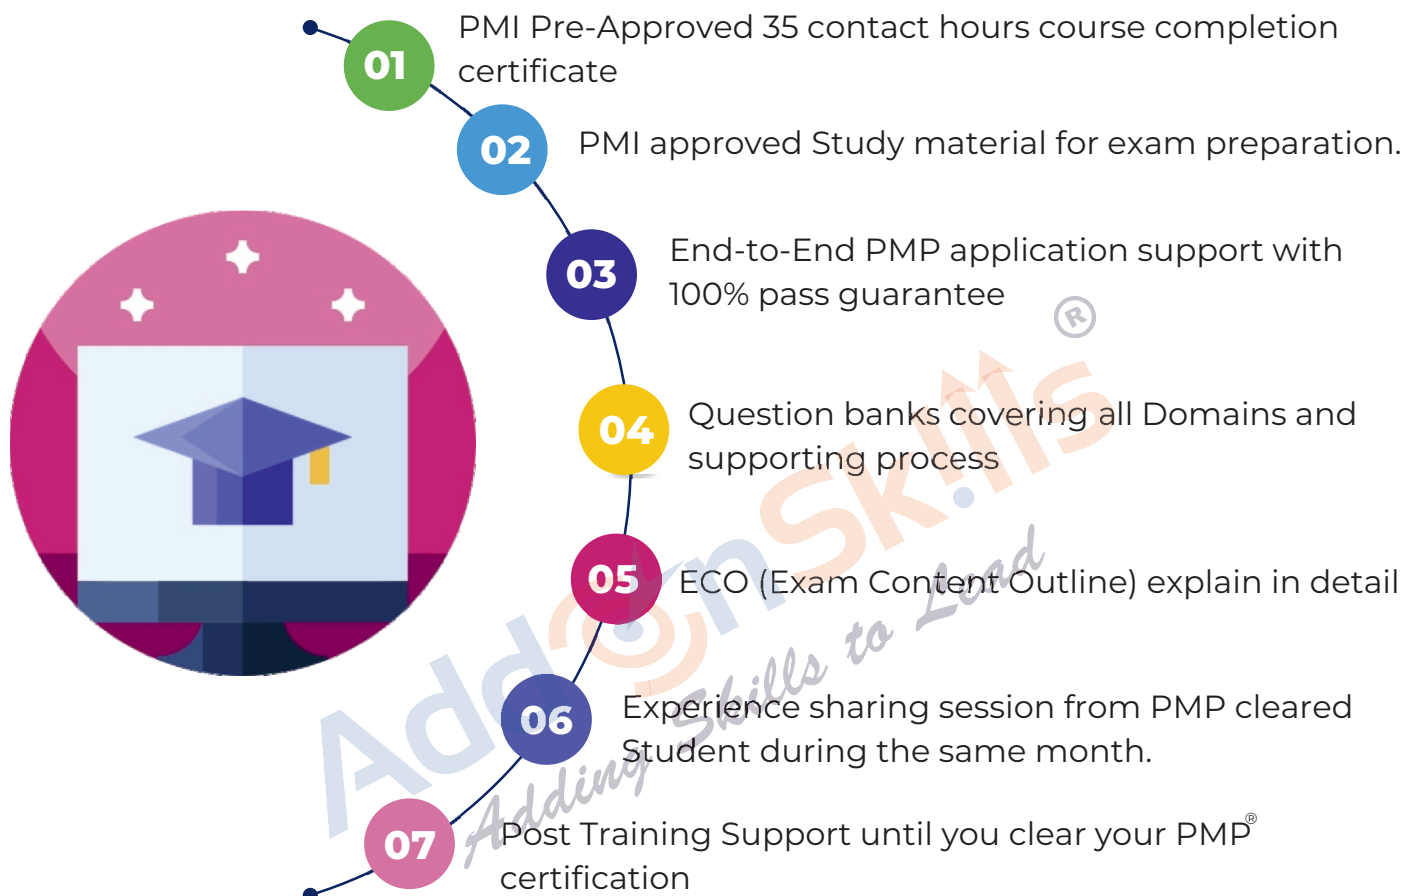 01
PMI Pre-Approved 35 contact hours course completion
certificate
02
PMI approved Study material for exam preparation.
03
End-to-End PMP application support with
100% pass guarantee
04
Question banks covering all Domains and
supporting process
05
ECO (Exam Content Outline) explain in detail
06
Experience sharing session from PMP cleared
Student during the same month.
07
Post Training Support until you clear your PMP®
certification
AddOnSkills®
Adding Skills to Lead